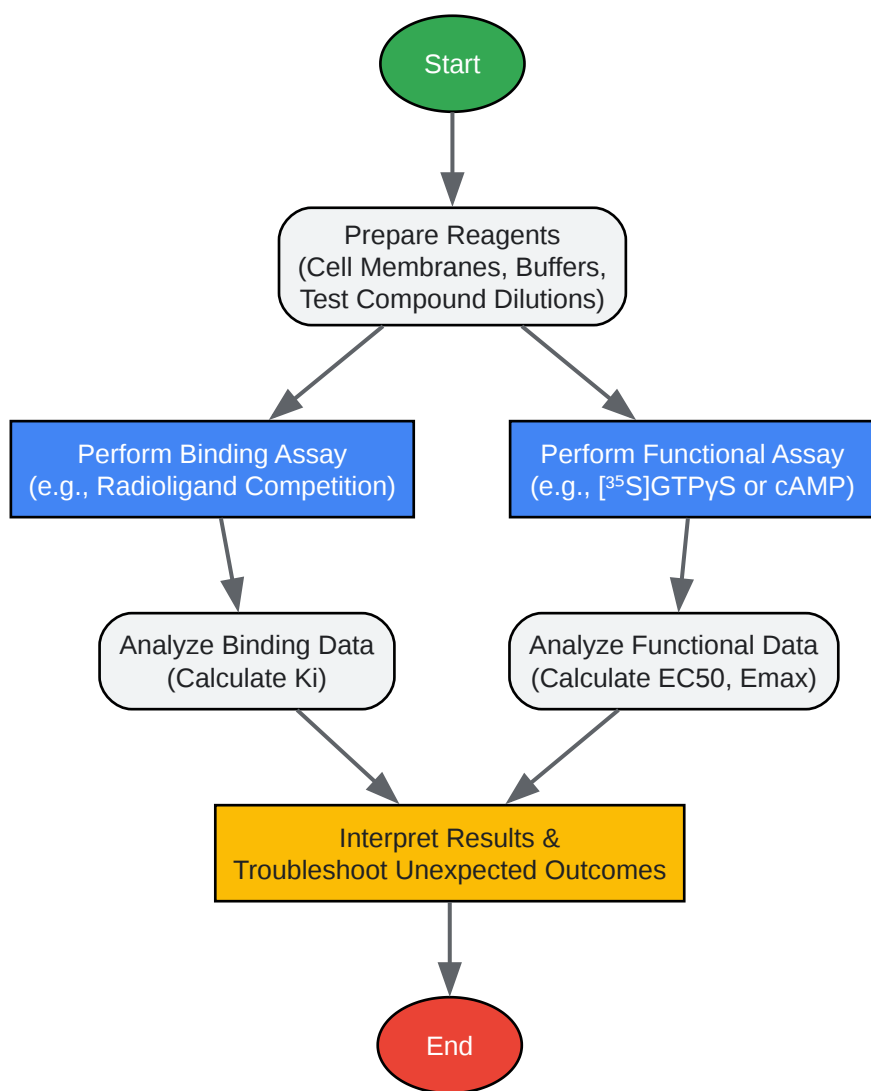 Start
Prepare Reagents
(Cell Membranes, Buffers,
Test Compound Dilutions)
Perform Binding Assay
(e.g., Radioligand Competition)
Perform Functional Assay
(e.g., [³⁵S]GTPγS or cAMP)
Analyze Binding Data
(Calculate Ki)
Analyze Functional Data
(Calculate EC50, Emax)
Interpret Results &
Troubleshoot Unexpected Outcomes
End